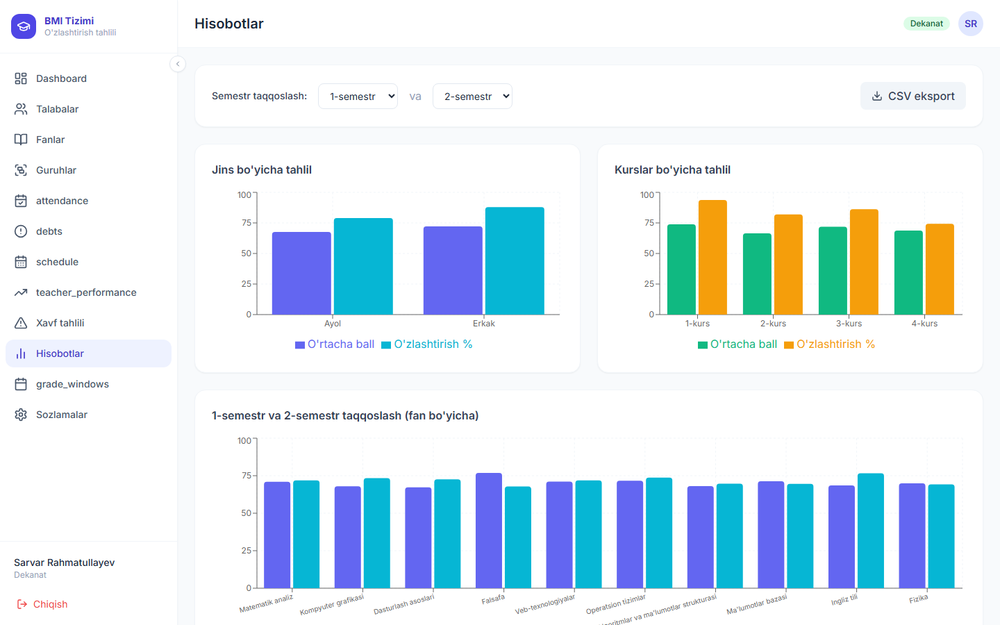 BMI Tizimi
O'zlashtirish tahlili
Dashboard
Talabalar
Fanlar
Guruhlar
attendance
debts
schedule
teacher_performance
Xavf tahlili
Hisobotlar
grade_windows
Sozlamalar
Sarvar Rahmatullayev
Dekanat
Chiqish
Hisobotlar
Dekanat
SR
Semestr taqqoslash: 1-semestr va 2-semestr
CSV eksport
Jins bo'yicha tahlil
100
75
50
25
0
Ayol Erkak
O'rtacha ball O'zlashtirish %
Kurslar bo'yicha tahlil
100
75
50
25
0
1-kurs 2-kurs 3-kurs 4-kurs
O'rtacha ball O'zlashtirish %
1-semestr va 2-semestr taqqoslash (fan bo'yicha)
100
75
50
25
0
Matematik analiz
Kompyuter grafikasi
Dasturlash asoslari
Falsafa
Veb-texnologiyalar
Operatsion tizimlar
va ma'lumotlar strukturasi
Ma'lumotlar bazasi
Ingliz tili
Fizika